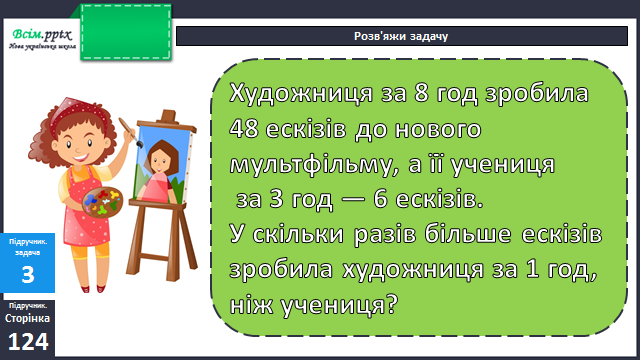 Всім.pptx
Нова українська школа
Розв'яжи задачу
Художниця за 8 год зробила
48 ескізів до нового
мультфільму, а її учениця
за 3 год — 6 ескізів.
У скільки разів більше ескізів
зробила художниця за 1 год,
ніж учениця?
Підручник.
задача
3
Підручник.
Сторінка
124